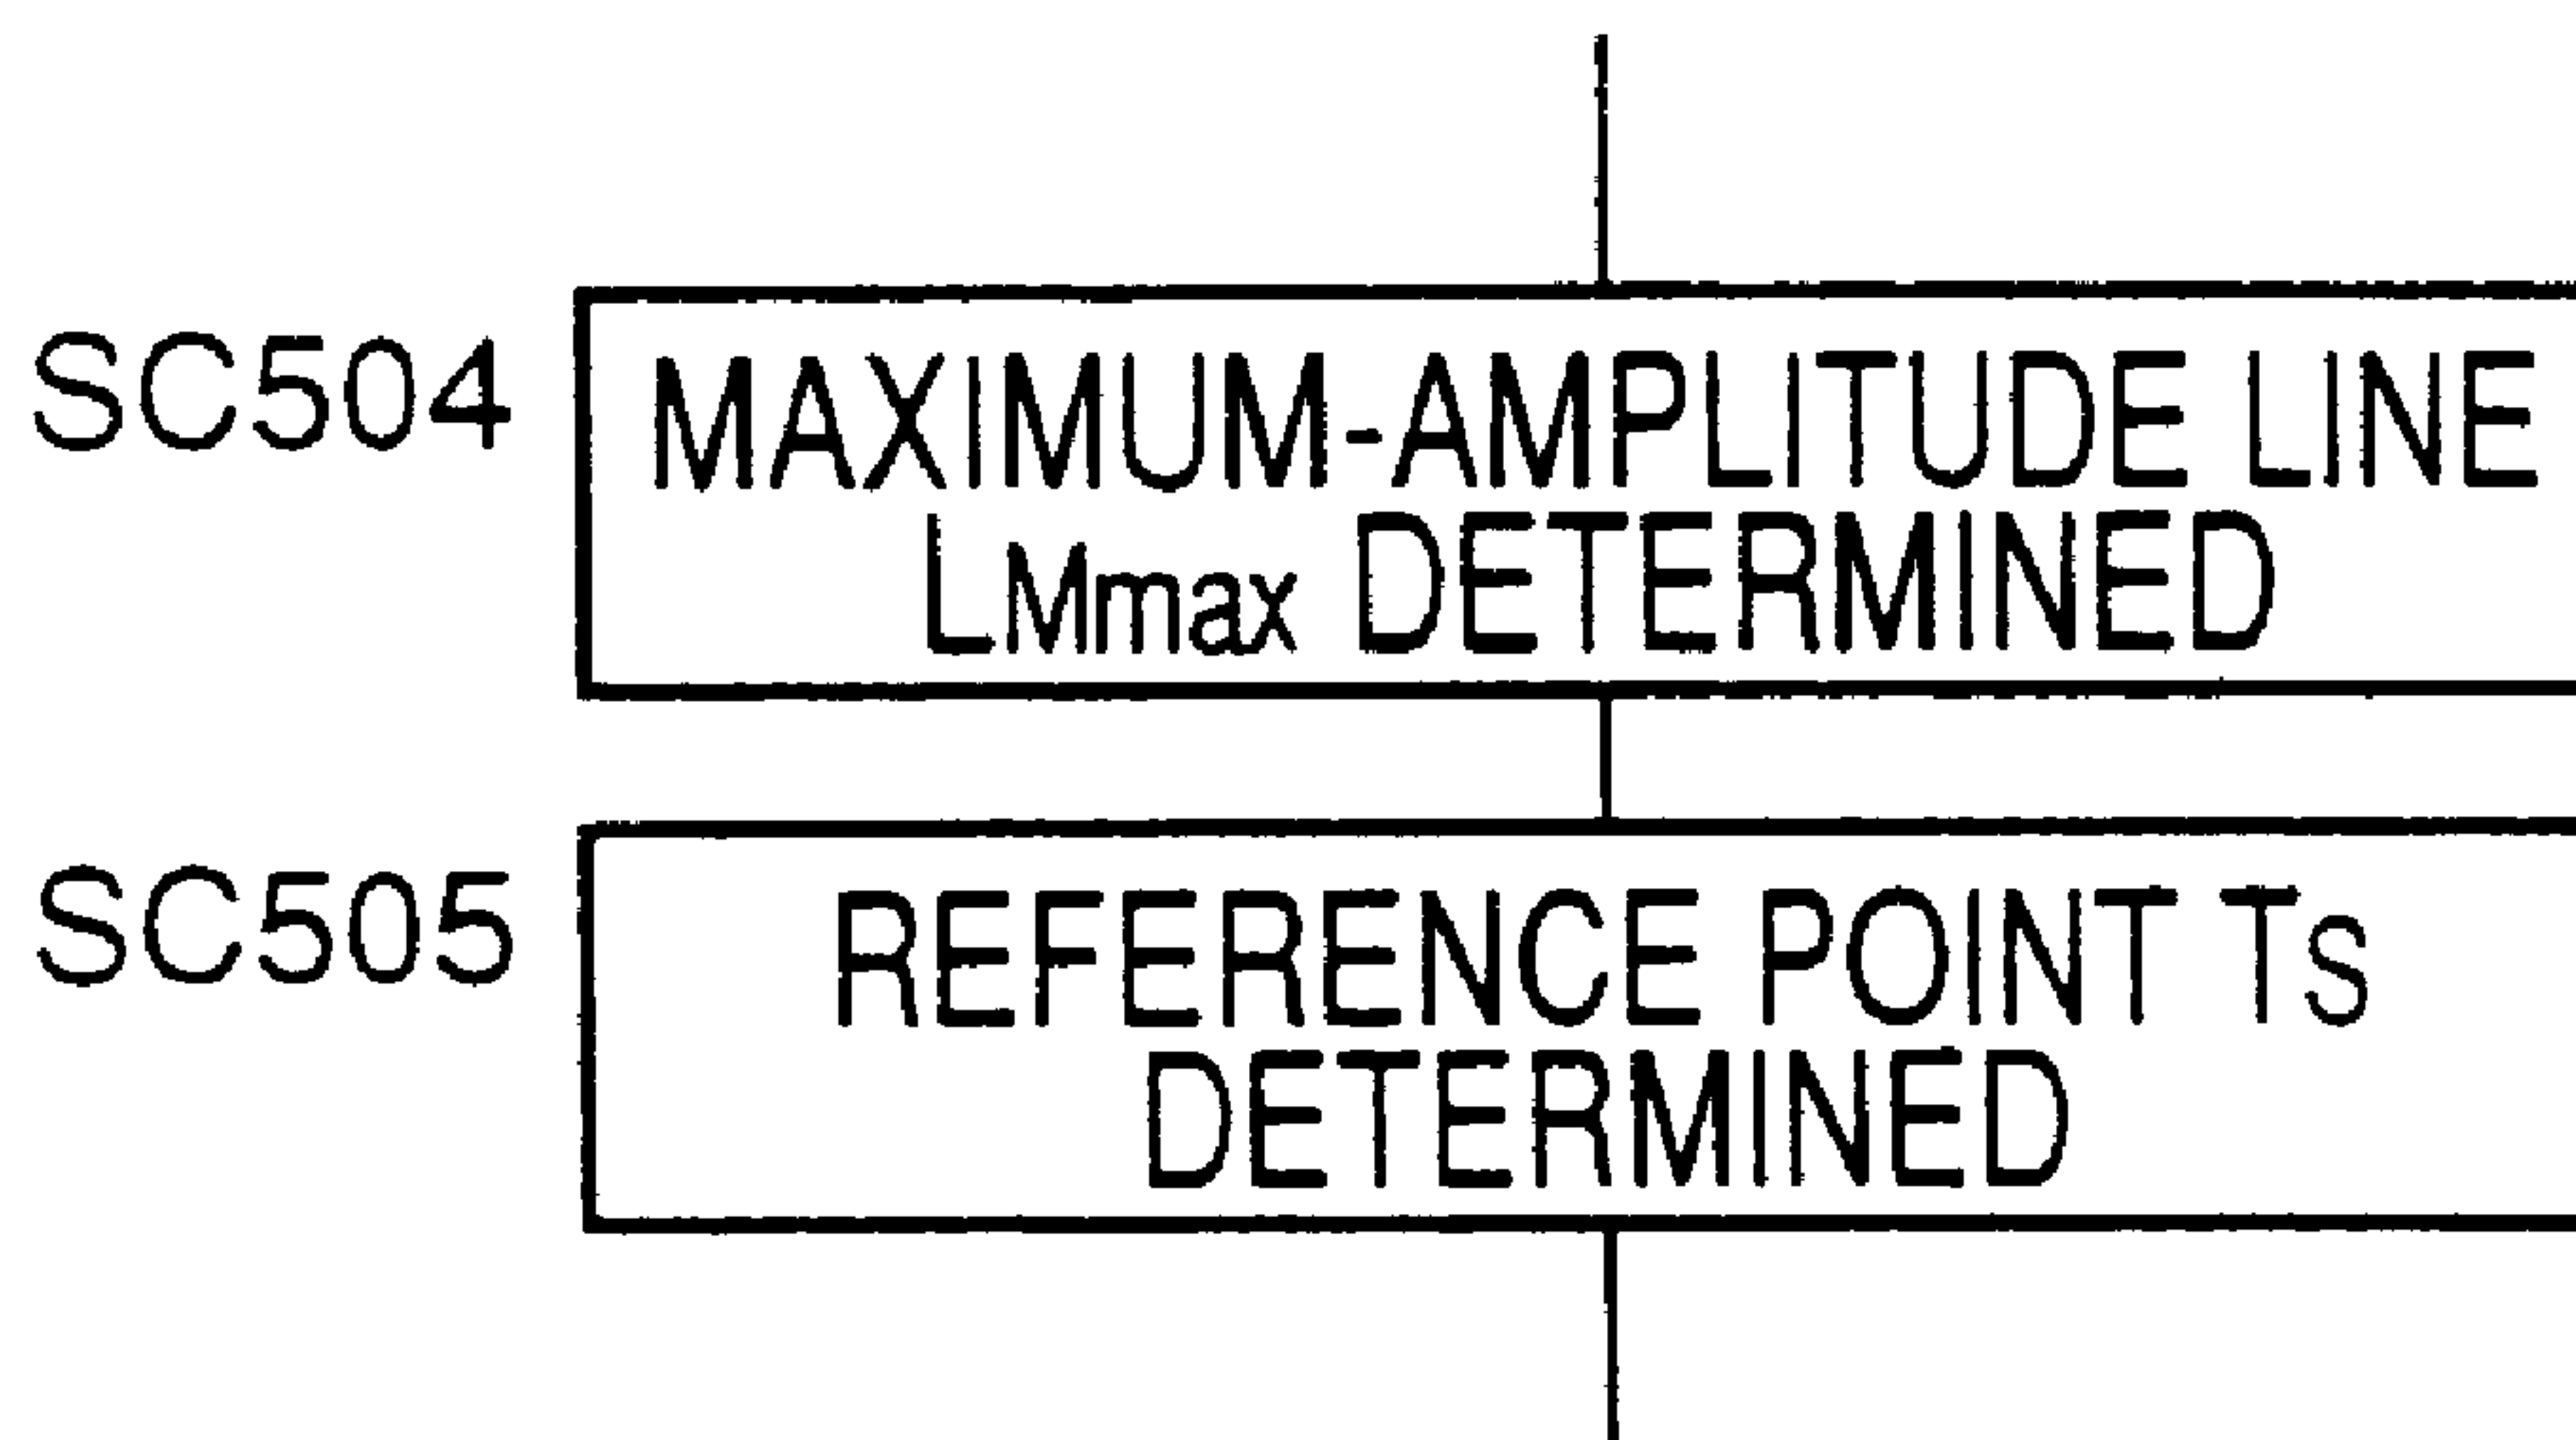 SC504
MAXIMUM-AMPLITUDE LINE
LMmax DETERMINED
SC505
REFERENCE POINT Ts
DETERMINED